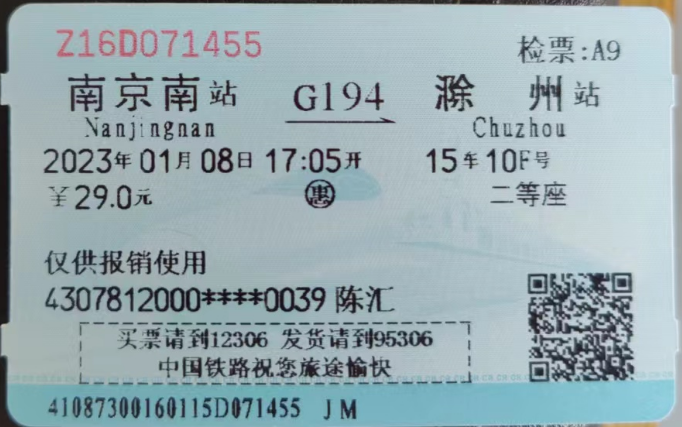 Z16D071455 检票:A9
南京南站 G194 滁州站
Nanjingnan Chuzhou
2023年01月08日17:05开 15车10F号
￥29.0元 惠 二等座
仅供报销使用
4307812000****0039 陈汇
买票请到12306 发货请到95306
中国铁路祝您旅途愉快
41087300160115D071455 JM